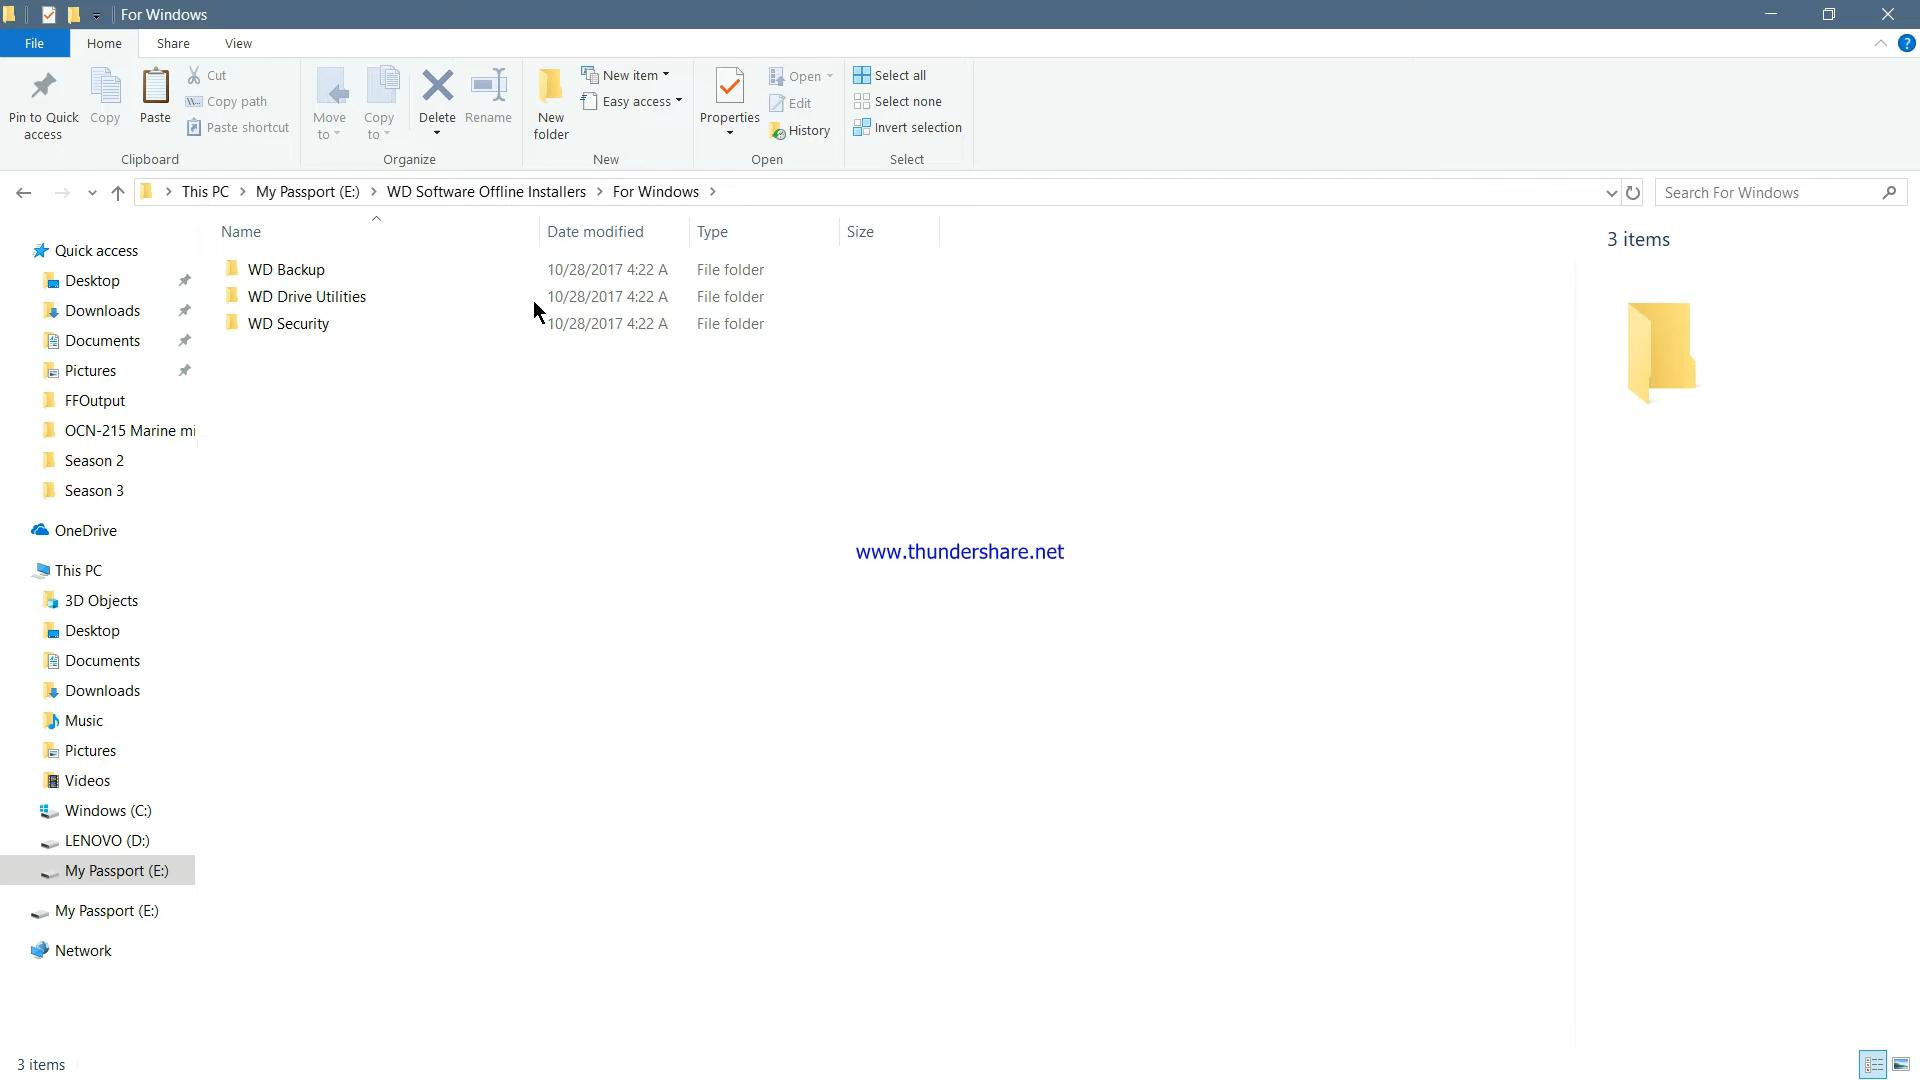 For Windows
File Home Share View
Pin to Quick access
Copy
Paste
Cut
Copy path
Paste shortcut
Clipboard
Move to
Copy to
Delete
Rename
Organize
New folder
New item
Easy access
New
Properties
Open
Edit
History
Open
Select all
Select none
Invert selection
Select
This PC My Passport (E:) WD Software Offline Installers For Windows
Search For Windows
Name Date modified Type Size
WD Backup 10/28/2017 4:22 A File folder
WD Drive Utilities 10/28/2017 4:22 A File folder
WD Security 10/28/2017 4:22 A File folder
3 items
Quick access
Desktop
Downloads
Documents
Pictures
FFOutput
OCN-215 Marine mi
Season 2
Season 3
OneDrive
This PC
3D Objects
Desktop
Documents
Downloads
Music
Pictures
Videos
Windows (C:)
LENOVO (D:)
My Passport (E:)
My Passport (E:)
Network
www.thundershare.net
3 items